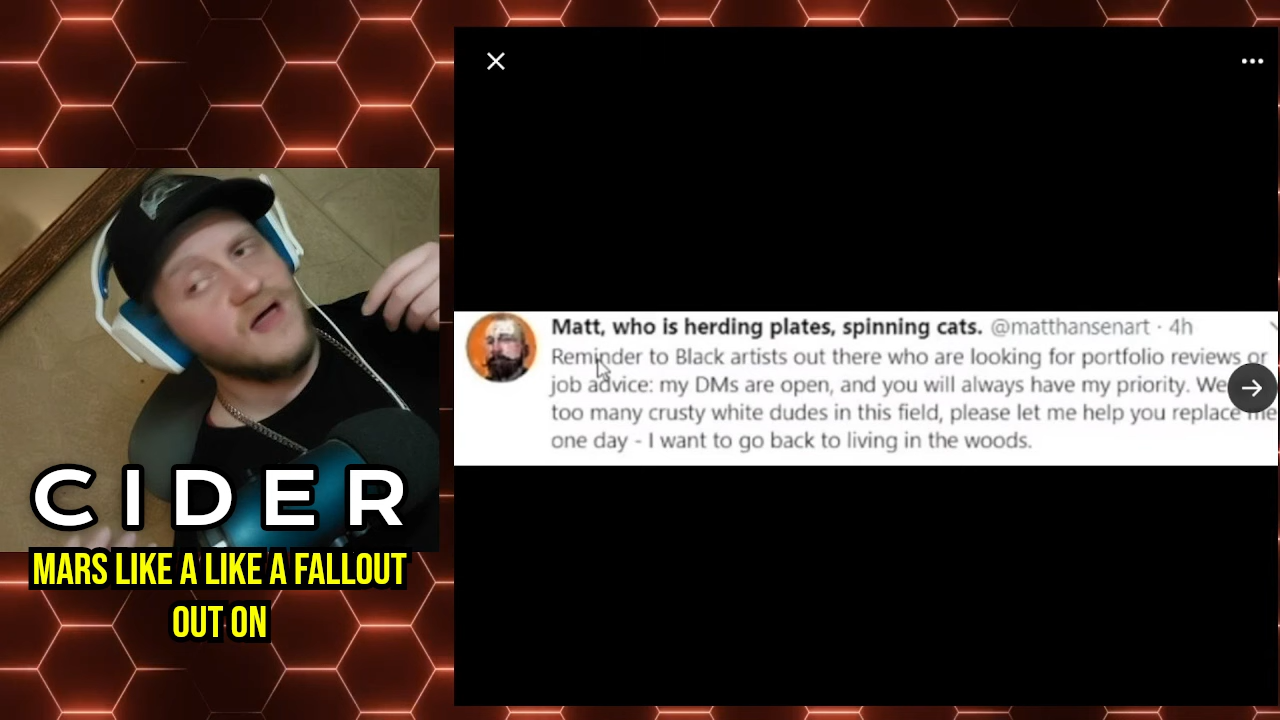 Matt, who is herding plates, spinning cats. @matthansenart · 4h
Reminder to Black artists out there who are looking for portfolio reviews or
job advice: my DMs are open, and you will always have my priority. We
too many crusty white dudes in this field, please let me help you replace me
one day - I want to go back to living in the woods.
CIDER
MARS LIKE A LIKE A FALLOUT
OUT ON